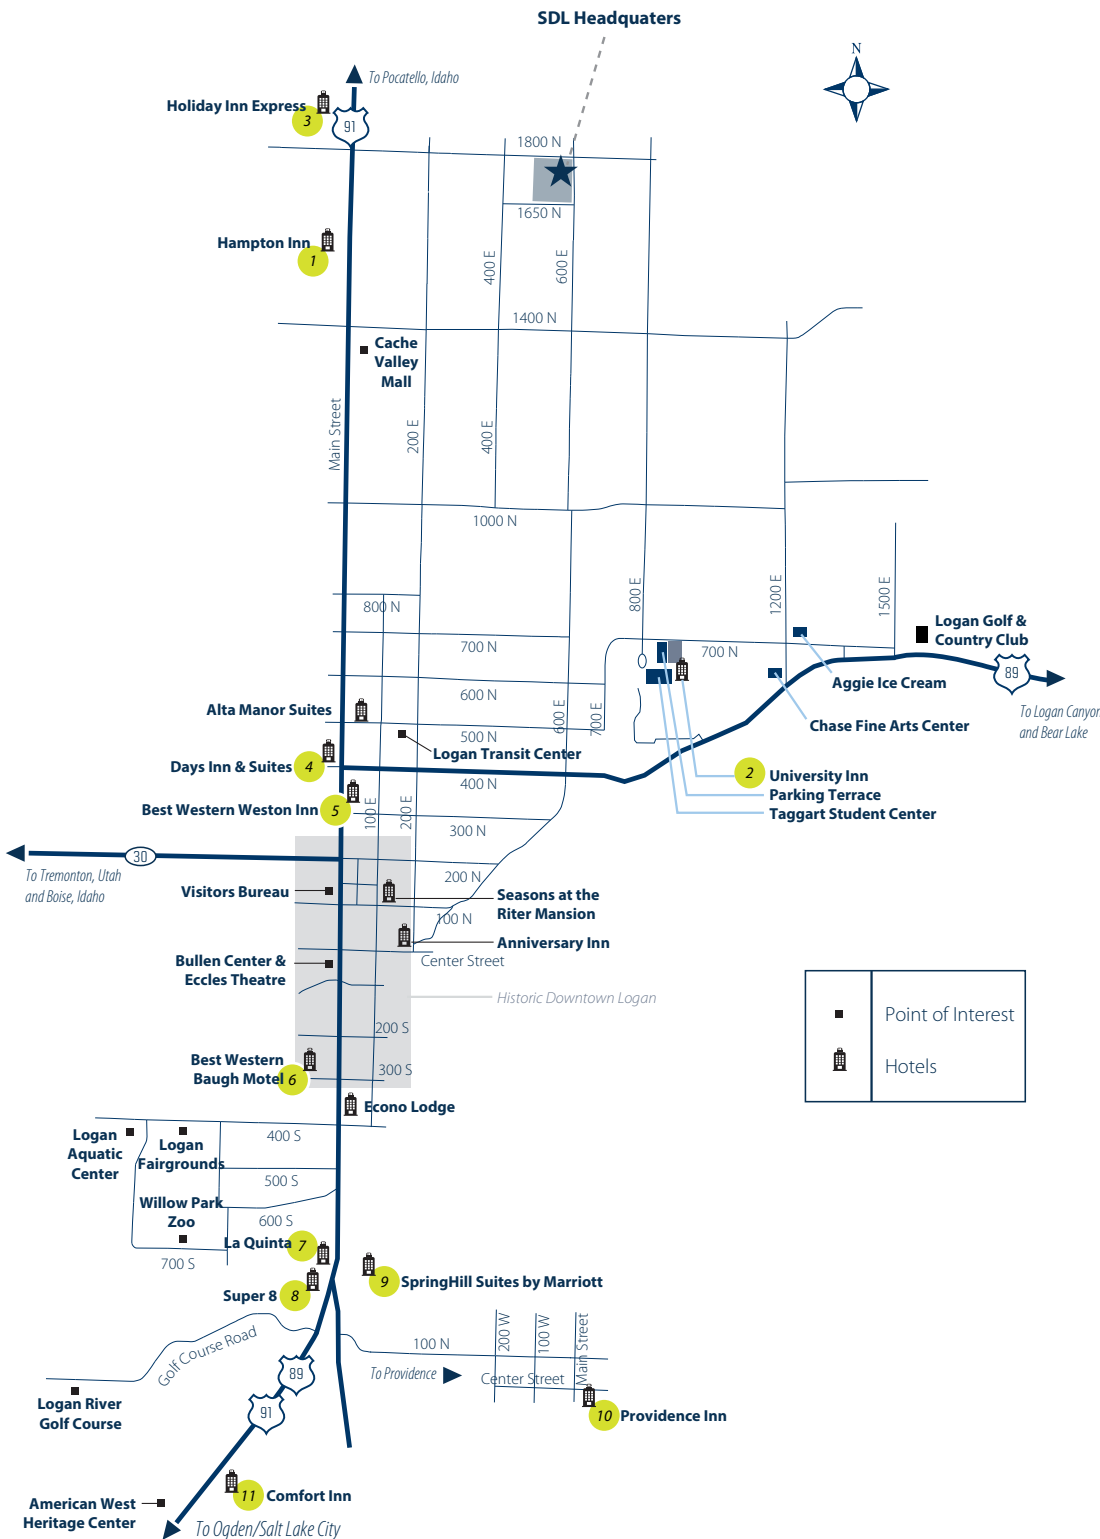 SDL Headquaters
N
To Pocatello, Idaho
Holiday Inn Express
3
91
1800 N
1650 N
Hampton Inn
1
400 E
600 E
1400 N
Cache
Valley
Mall
Main Street
200 E
400 E
1000 N
800 N
800 E
1200 E
1500 E
700 N
700 N
Logan Golf &
Country Club
89
To Logan Canyon
and Bear Lake
Aggie Ice Cream
Chase Fine Arts Center
600 N
Alta Manor Suites
600 E
700 E
500 N
Logan Transit Center
Days Inn & Suites
4
400 N
2
University Inn
Parking Terrace
Taggart Student Center
Best Western Weston Inn
5
100 E
200 E
300 N
30
To Tremonton, Utah
and Boise, Idaho
200 N
Visitors Bureau
Seasons at the
Riter Mansion
100 N
Anniversary Inn
Center Street
Bullen Center &
Eccles Theatre
Historic Downtown Logan
200 S
Point of Interest
Hotels
Best Western
Baugh Motel
6
300 S
Econo Lodge
400 S
Logan
Aquatic
Center
Logan
Fairgrounds
500 S
Willow Park
Zoo
600 S
700 S
La Quinta
7
Super 8
8
9
SpringHill Suites by Marriott
Golf Course Road
100 N
200 W
100 W
Main Street
To Providence
Center Street
89
91
Logan River
Golf Course
10
Providence Inn
11
Comfort Inn
American West
Heritage Center
To Ogden/Salt Lake City